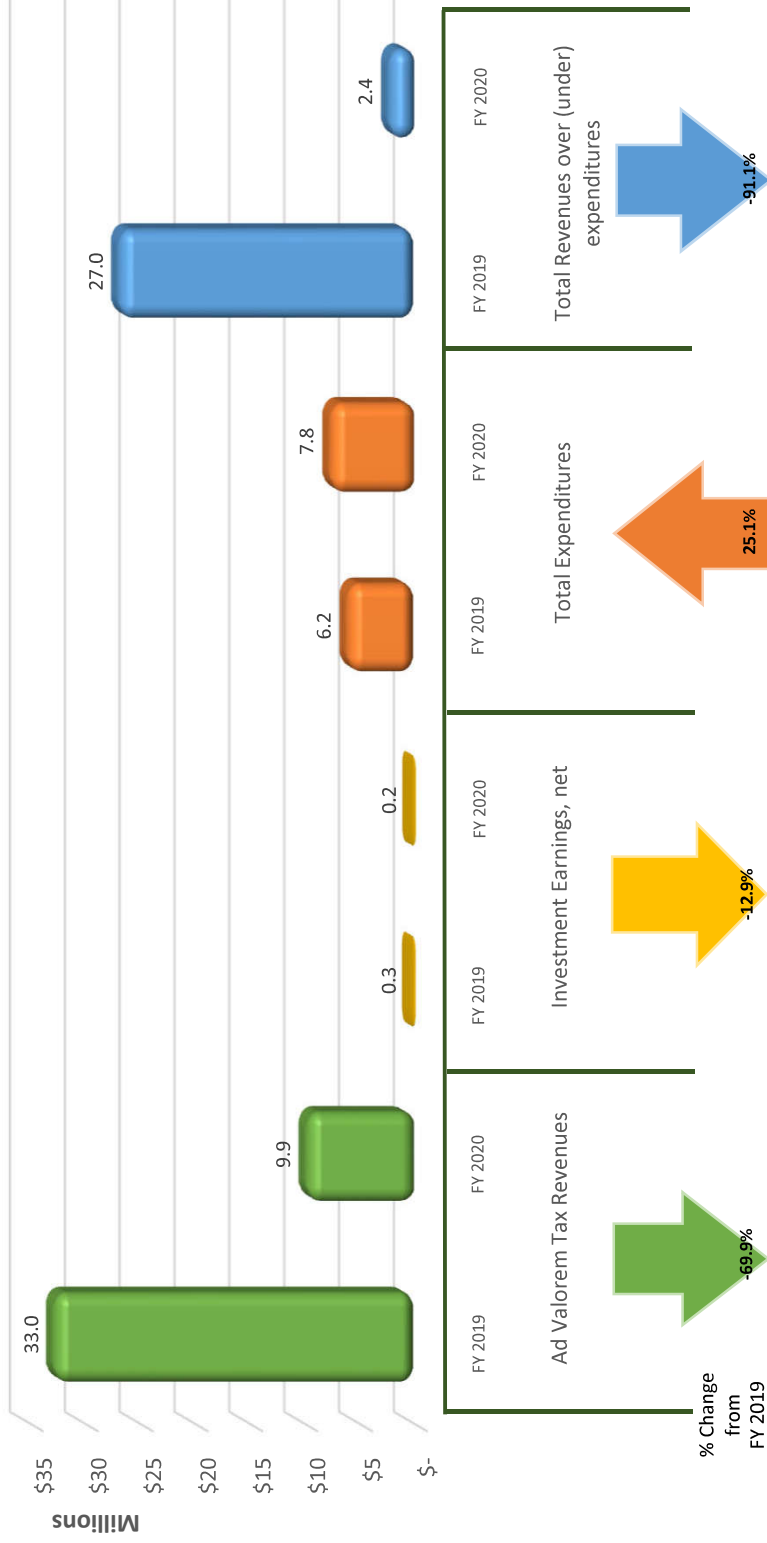 Millions
$35
$30
$25
$20
$15
$10
$5
$-
33.0
9.9
0.3
0.2
6.2
7.8
27.0
2.4
FY 2019
FY 2020
FY 2019
FY 2020
FY 2019
FY 2020
FY 2019
FY 2020
Ad Valorem Tax Revenues
Investment Earnings, net
Total Expenditures
Total Revenues over (under)
expenditures
% Change
from
FY 2019
-69.9%
-12.9%
25.1%
-91.1%